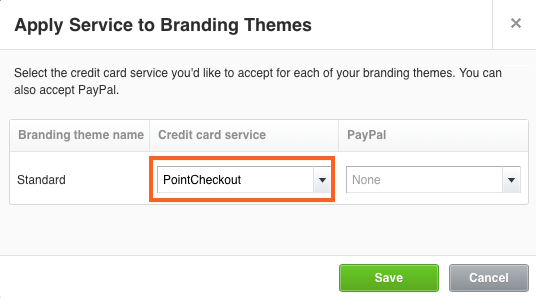 Apply Service to Branding Themes
Select the credit card service you'd like to accept for each of your branding themes. You can
also accept PayPal.
Branding theme name Credit card service PayPal
Standard PointCheckout None
Save Cancel